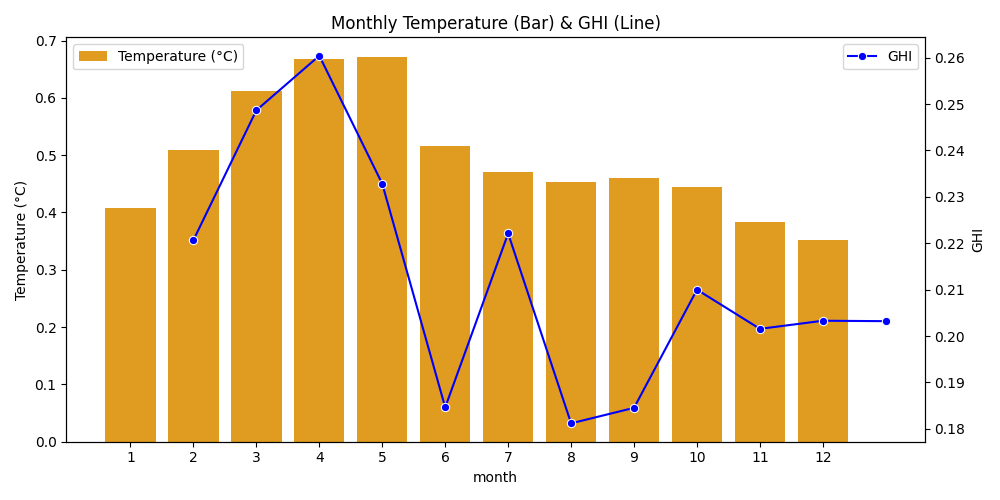 Monthly Temperature (Bar) & GHI (Line)
Temperature (°C)
GHI
Temperature (°C)
0.7
0.6
0.5
0.4
0.3
0.2
0.1
0.0
0.26
0.25
0.24
0.23
0.22
0.21
0.20
0.19
0.18
GHI
1 2 3 4 5 6 7 8 9 10 11 12
month